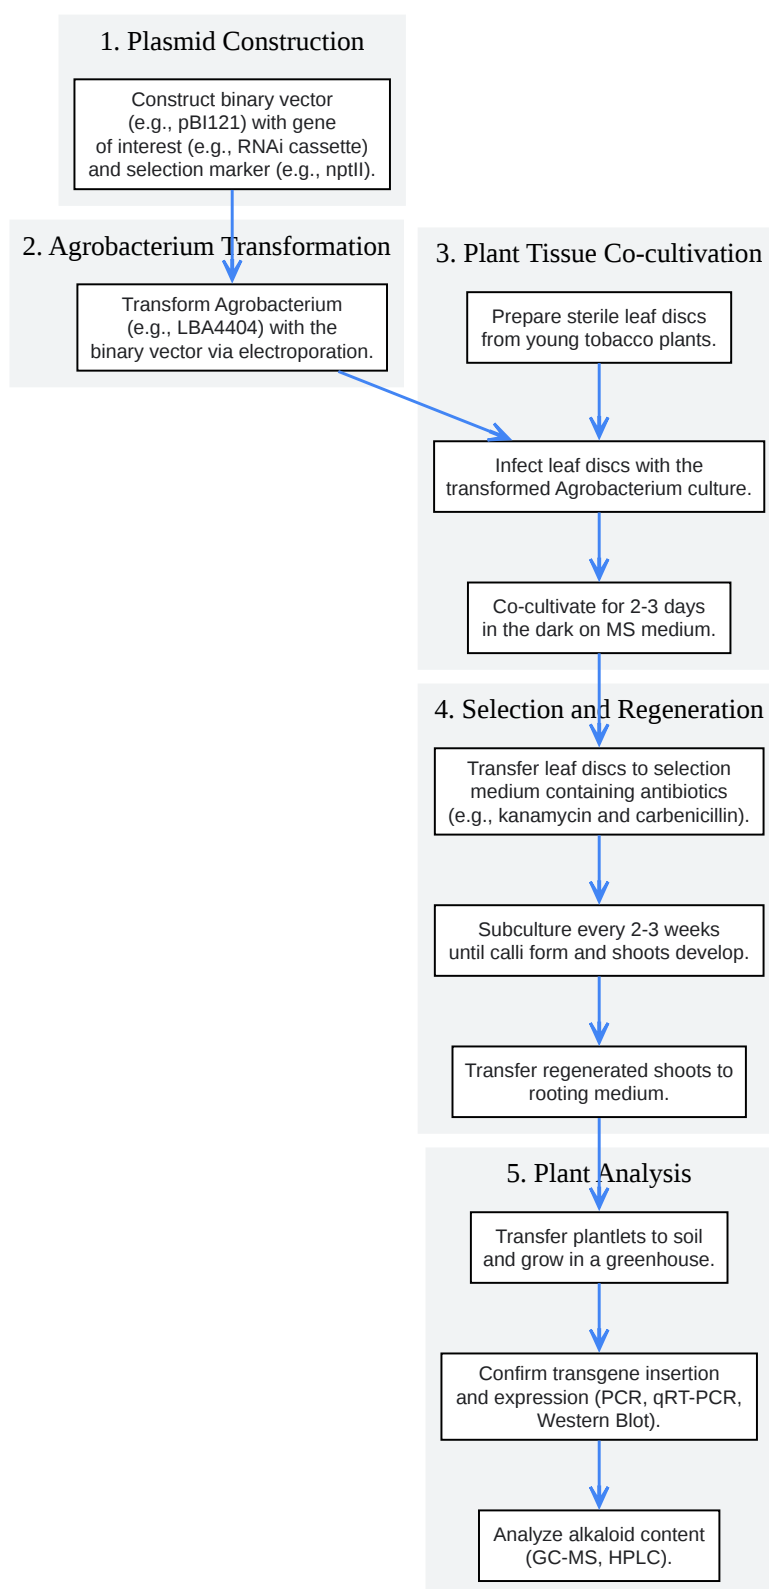 1. Plasmid Construction
Construct binary vector
(e.g., pBI121) with gene
of interest (e.g., RNAi cassette)
and selection marker (e.g., nptII).
2. Agrobacterium Transformation
Transform Agrobacterium
(e.g., LBA4404) with the
binary vector via electroporation.
3. Plant Tissue Co-cultivation
Prepare sterile leaf discs
from young tobacco plants.
Infect leaf discs with the
transformed Agrobacterium culture.
Co-cultivate for 2-3 days
in the dark on MS medium.
4. Selection and Regeneration
Transfer leaf discs to selection
medium containing antibiotics
(e.g., kanamycin and carbenicillin).
Subculture every 2-3 weeks
until calli form and shoots develop.
Transfer regenerated shoots to
rooting medium.
5. Plant Analysis
Transfer plantlets to soil
and grow in a greenhouse.
Confirm transgene insertion
and expression (PCR, qRT-PCR,
Western Blot).
Analyze alkaloid content
(GC-MS, HPLC).